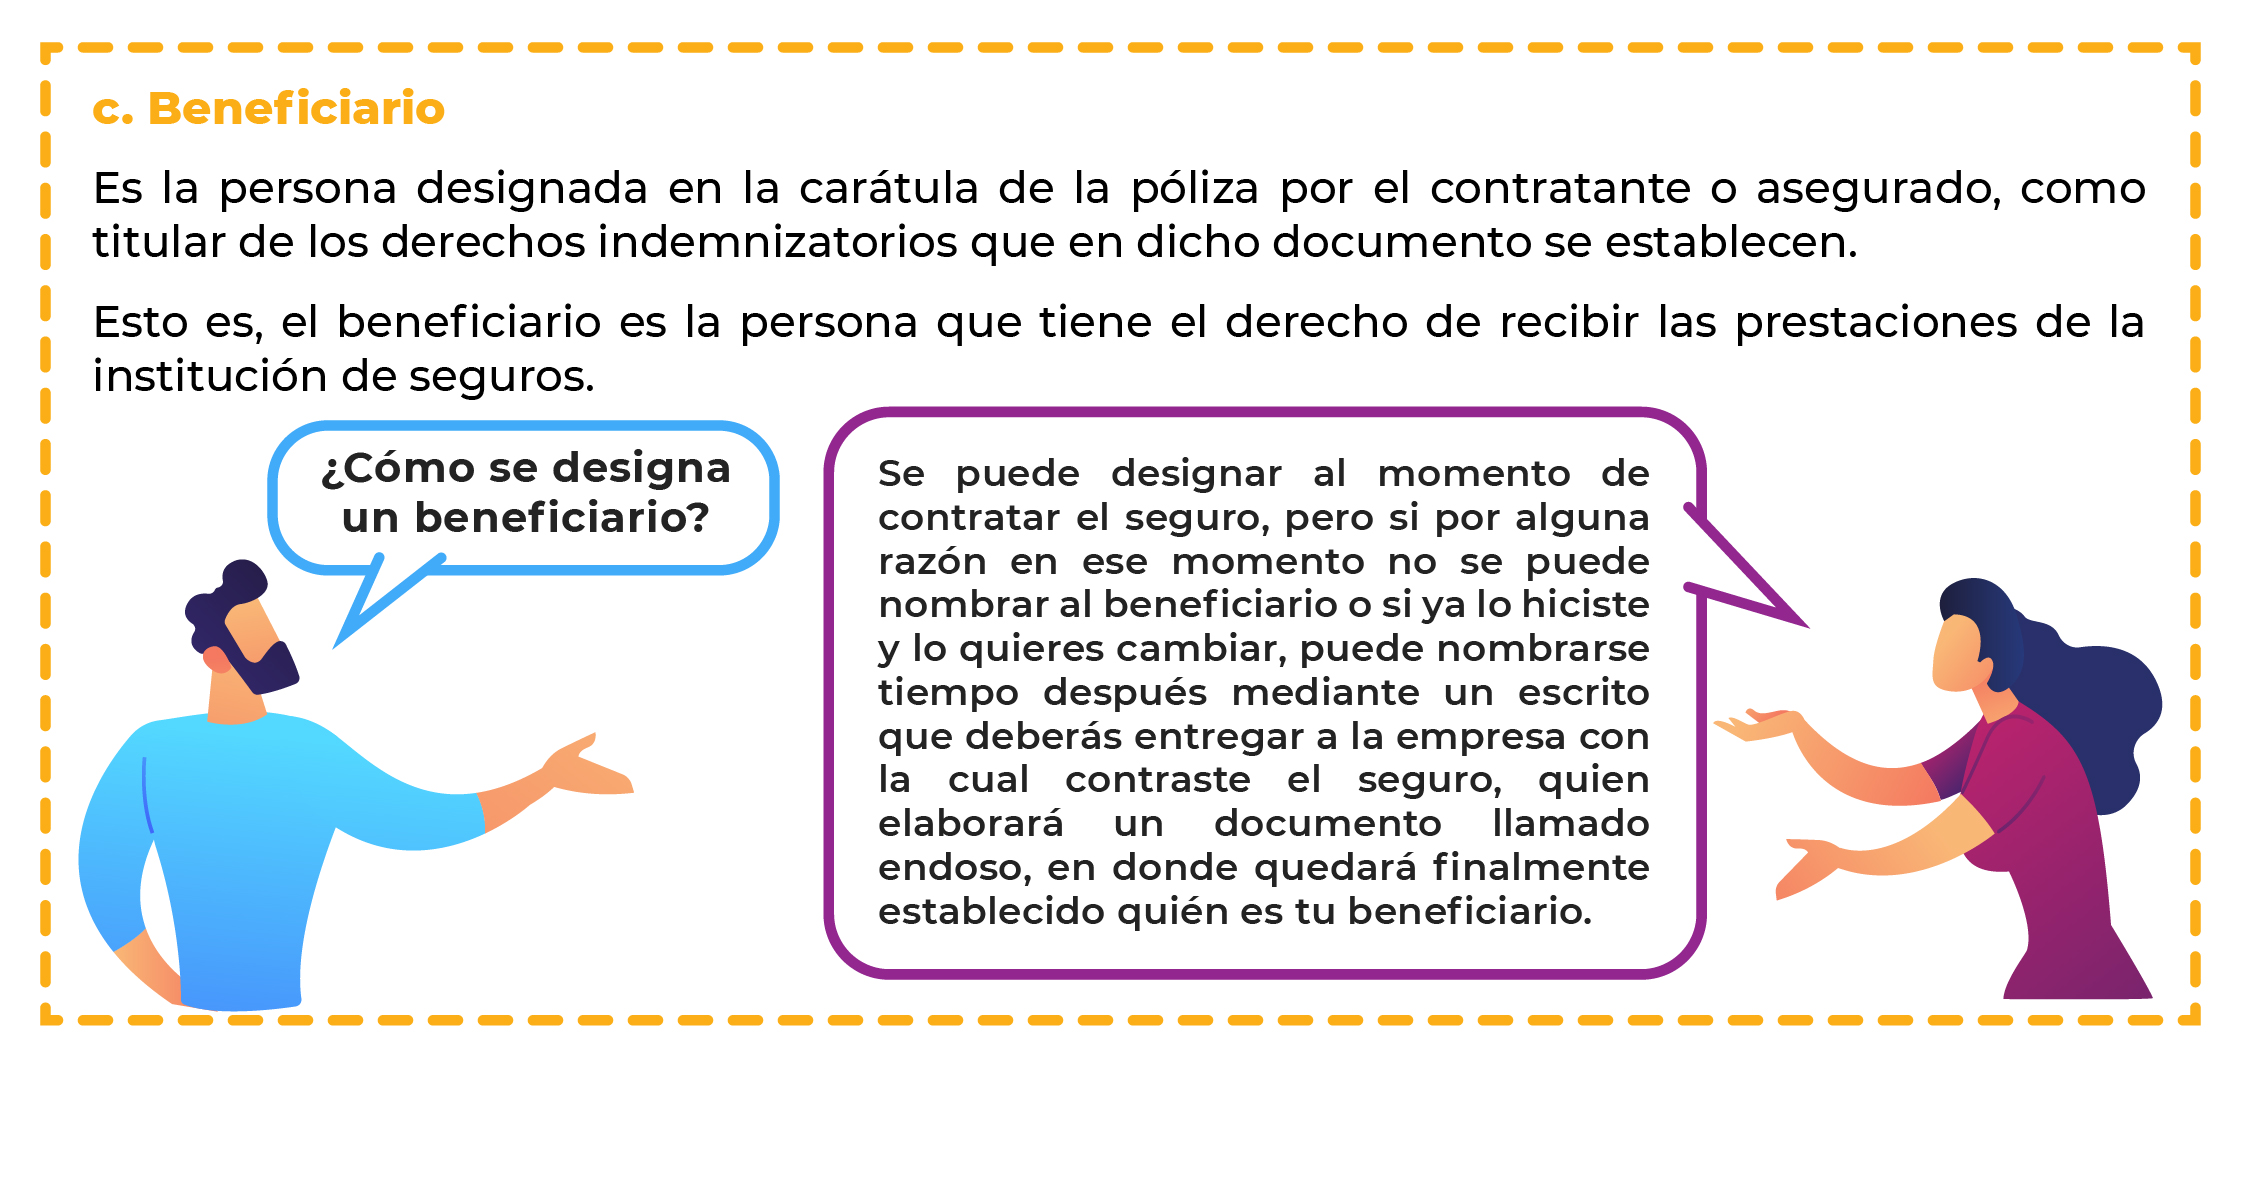 c. Beneficiario
Es la persona designada en la carátula de la póliza por el contratante o asegurado, como
titular de los derechos indemnizatorios que en dicho documento se establecen.
Esto es, el beneficiario es la persona que tiene el derecho de recibir las prestaciones de la
institución de seguros.
¿Cómo se designa
un beneficiario?
Se puede designar al momento de
contratar el seguro, pero si por alguna
razón en ese momento no se puede
nombrar al beneficiario o si ya lo hiciste
y lo quieres cambiar, puede nombrarse
tiempo después mediante un escrito
que deberás entregar a la empresa con
la cual contraste el seguro, quien
elaborará un documento llamado
endoso, en donde quedará finalmente
establecido quién es tu beneficiario.